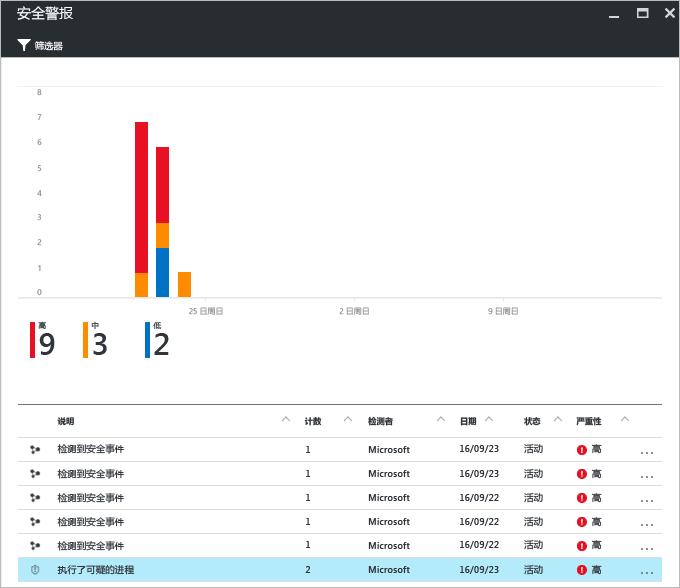 安全警报
筛选器
8
7
6
5
4
3
2
1
0
25 日周日 2 日周日 9 日周日
高 中 低
9 3 2
说明 计数 检测者 日期 状态 严重性
检测到安全事件 1 Microsoft 16/09/23 活动 高 ...
检测到安全事件 1 Microsoft 16/09/23 活动 高 ...
检测到安全事件 1 Microsoft 16/09/22 活动 高 ...
检测到安全事件 1 Microsoft 16/09/22 活动 高 ...
检测到安全事件 1 Microsoft 16/09/22 活动 高 ...
执行了可疑的进程 2 Microsoft 16/09/23 活动 高 ...